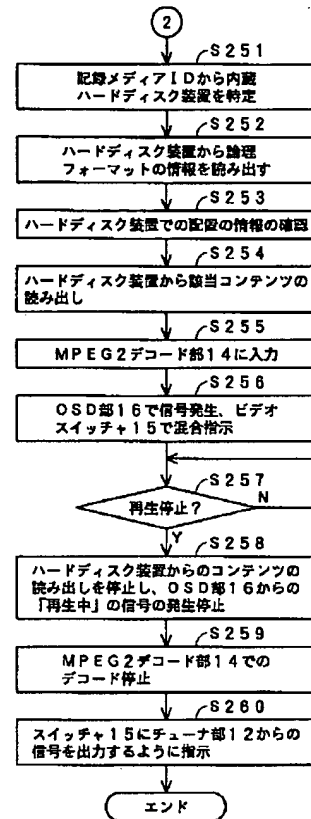 2
S251
記録メディアIDから内蔵
ハードディスク装置を特定
S252
ハードディスク装置から論理
フォーマットの情報を読み出す
S253
ハードディスク装置での配置の情報の確認
S254
ハードディスク装置から該当コンテンツの
読み出し
S255
MPEG2デコード部14に入力
S256
OSD部16で信号発生、ビデオ
スイッチャ15で混合指示
S257
再生停止?
N
Y
S258
ハードディスク装置からのコンテンツの
読み出しを停止し、OSD部16からの
「再生中」の信号の発生停止
S259
MPEG2デコード部14での
デコード停止
S260
スイッチャ15にチューナ部12からの
信号を出力するように指示
エンド